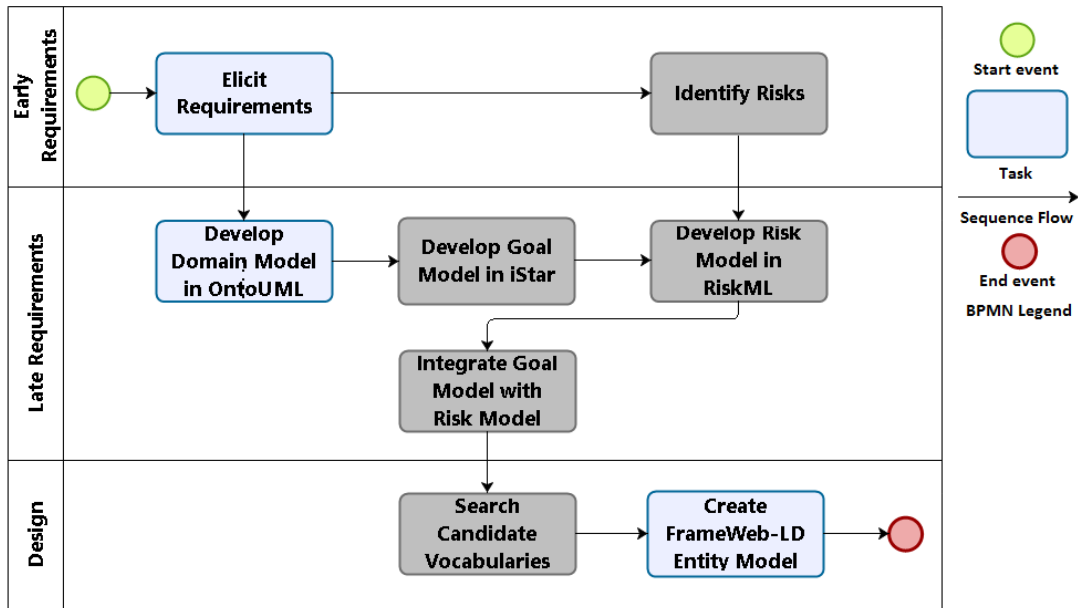 Early
Requirements
Elicit
Requirements
Identify Risks
Late Requirements
Develop
Domain Model
in OntoUML
Develop Goal
Model in iStar
Develop Risk
Model in
RiskML
Integrate Goal
Model with
Risk Model
Design
Search
Candidate
Vocabularies
Create
FrameWeb-LD
Entity Model
Start event
Task
Sequence Flow
End event
BPMN Legend